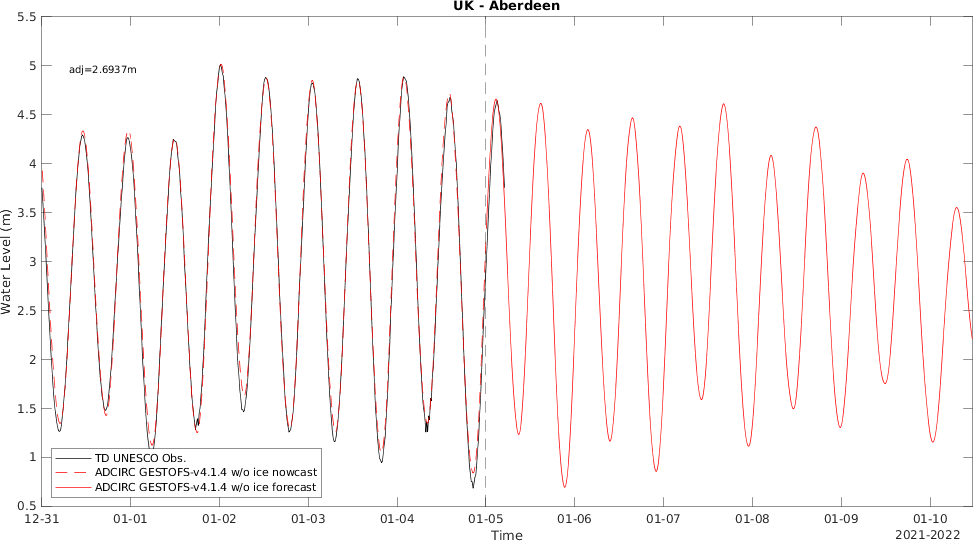 UK - Aberdeen
5.5
5
4.5
4
3.5
3
2.5
2
1.5
1
0.5
Water Level (m)
adj=2.6937m
TD UNESCO Obs.
ADCIRC GESTOFS-v4.1.4 w/o ice nowcast
ADCIRC GESTOFS-v4.1.4 w/o ice forecast
12-31 01-01 01-02 01-03 01-04 01-05 01-06 01-07 01-08 01-09 01-10
Time
2021-2022